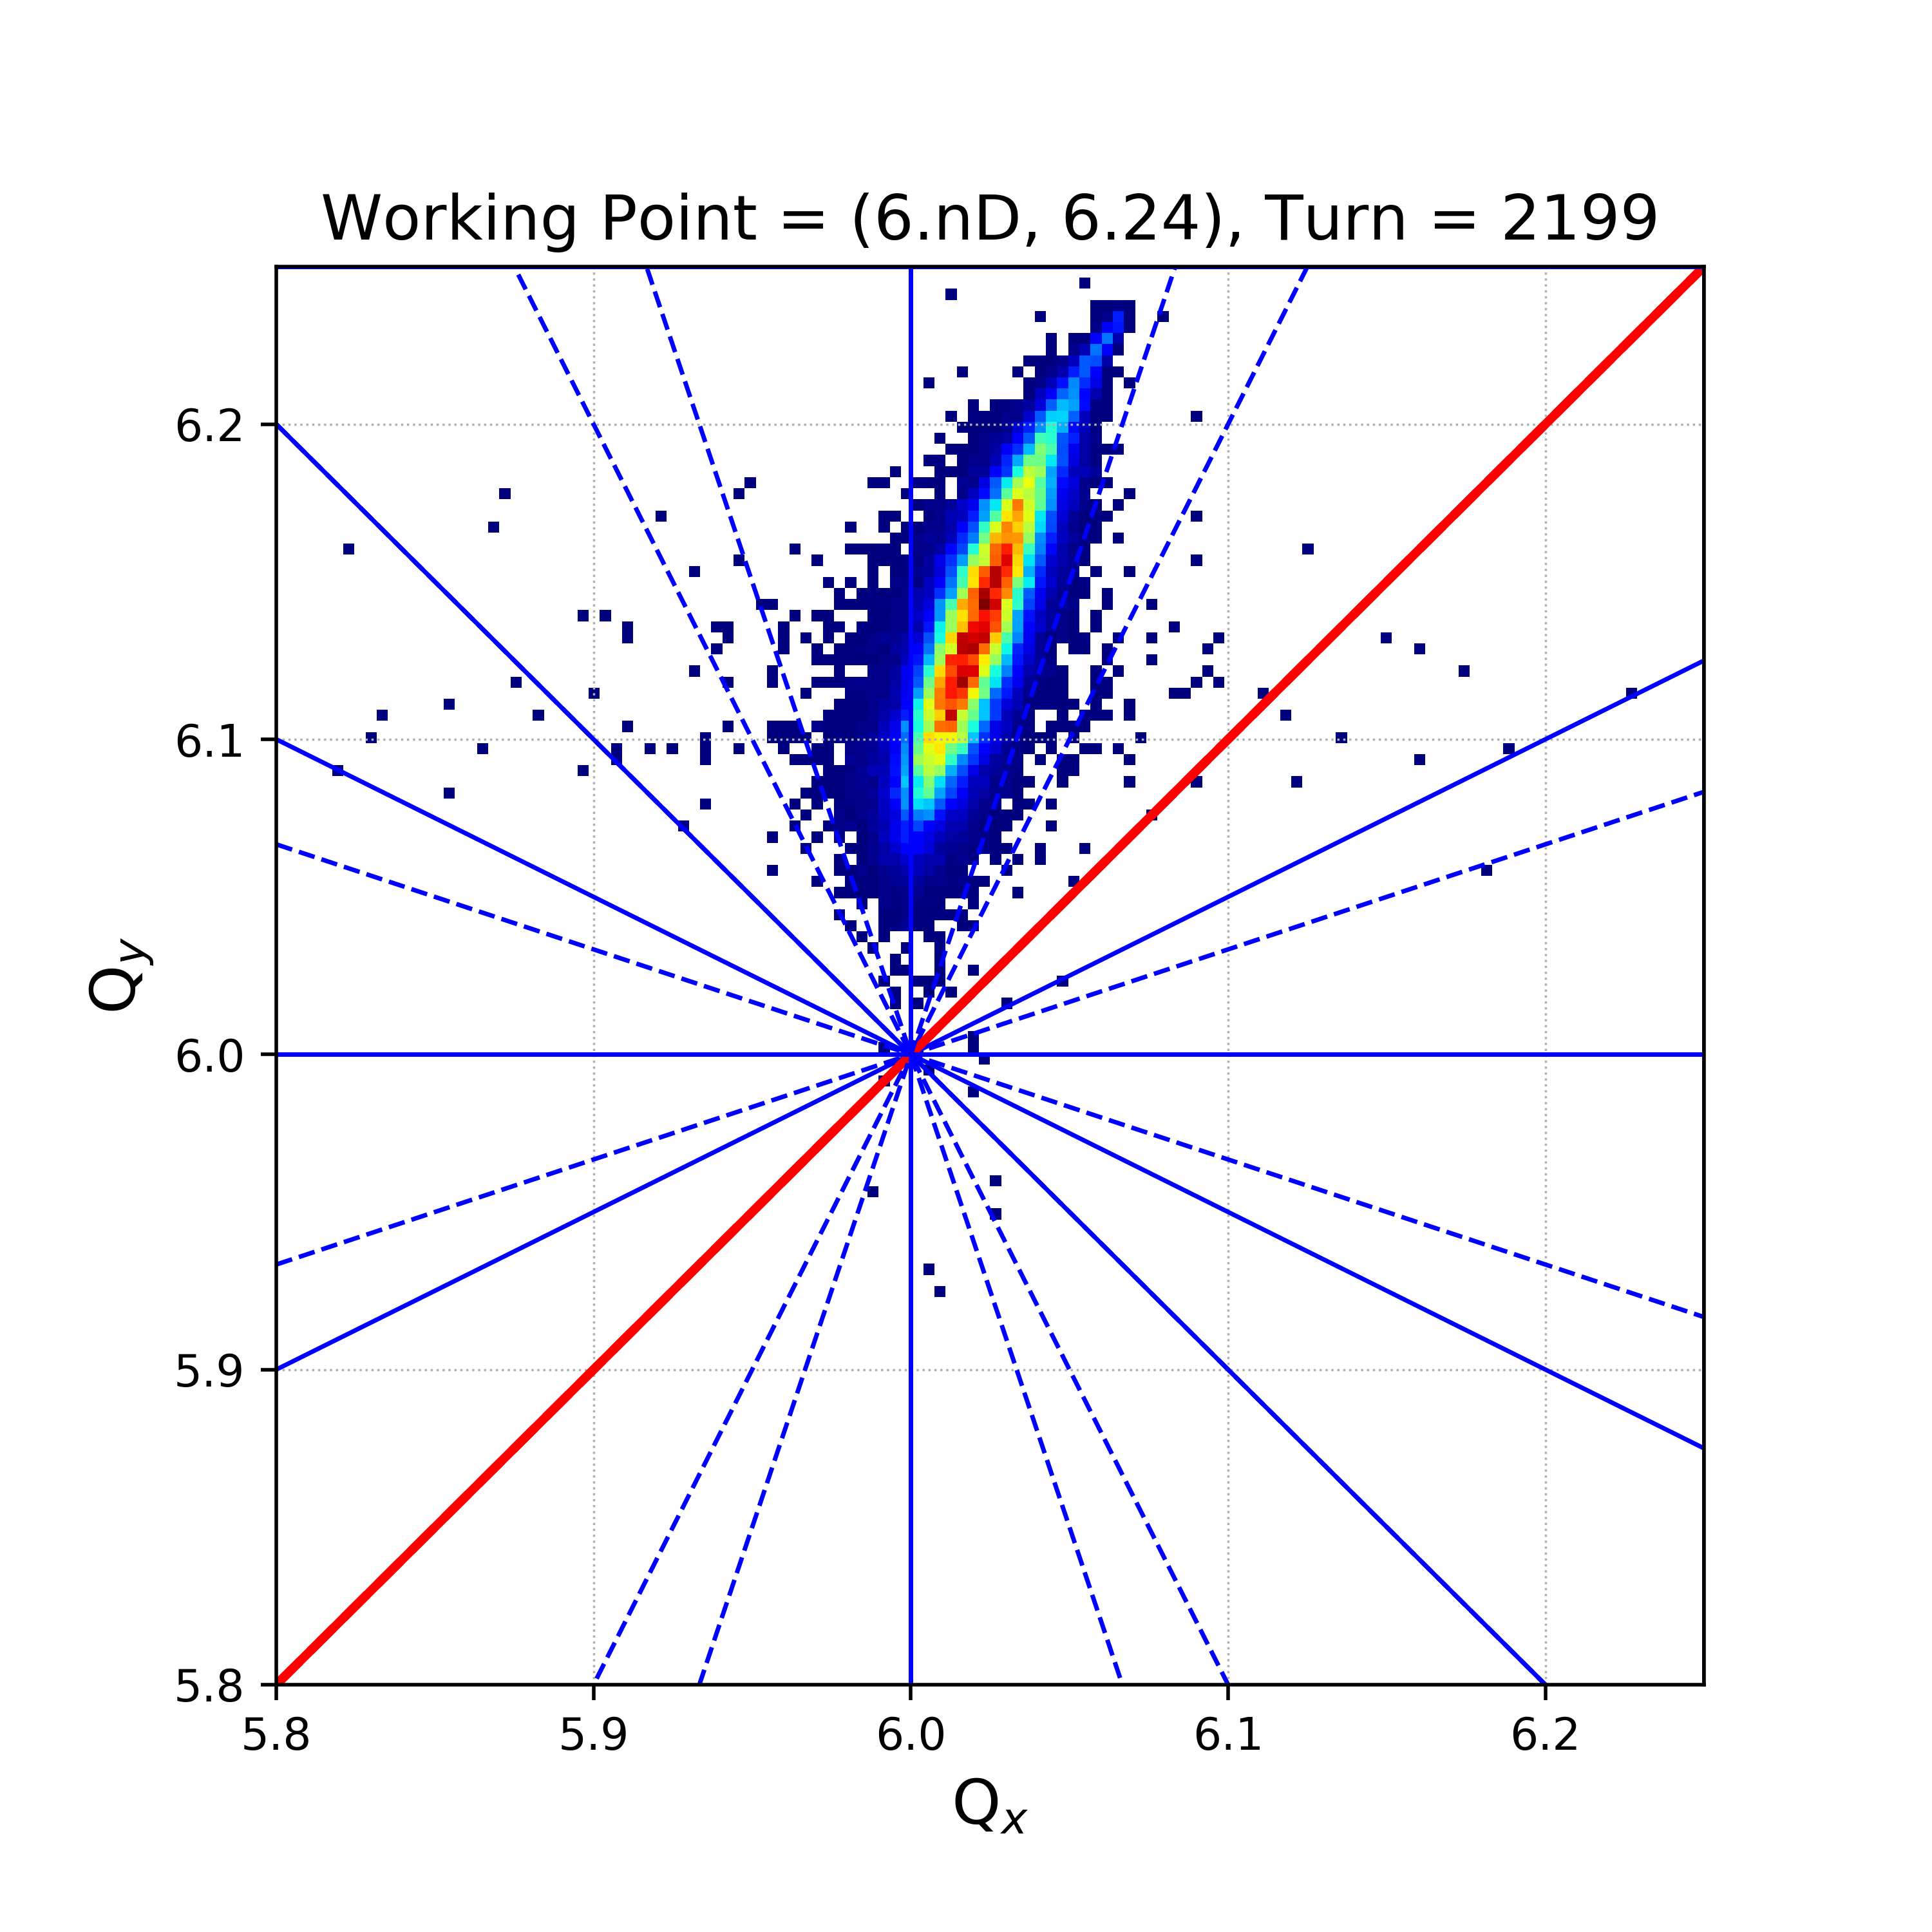 Working Point = (6.nD, 6.24), Turn = 2199
6.2
6.1
6.0
5.9
5.8
Qy
5.8 5.9 6.0 6.1 6.2
Qx